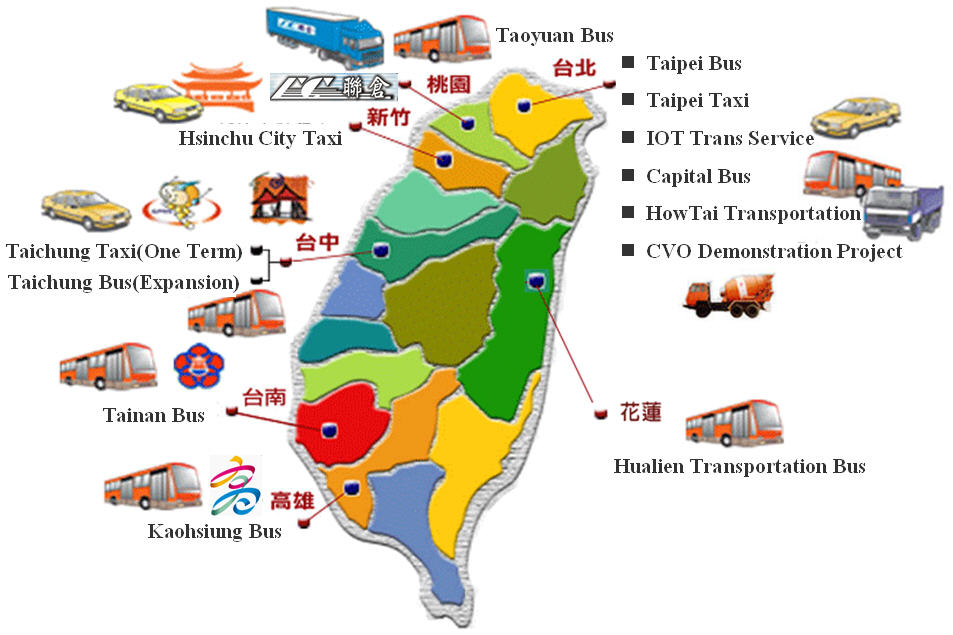 Taoyuan Bus
聯倉
桃園
台北
Taipei Bus
Taipei Taxi
IOT Trans Service
Capital Bus
HowTai Transportation
CVO Demonstration Project
新竹
Hsinchu City Taxi
台中
Taichung Taxi(One Term)
Taichung Bus(Expansion)
台南
Tainan Bus
花蓮
Hualien Transportation Bus
高雄
Kaohsiung Bus